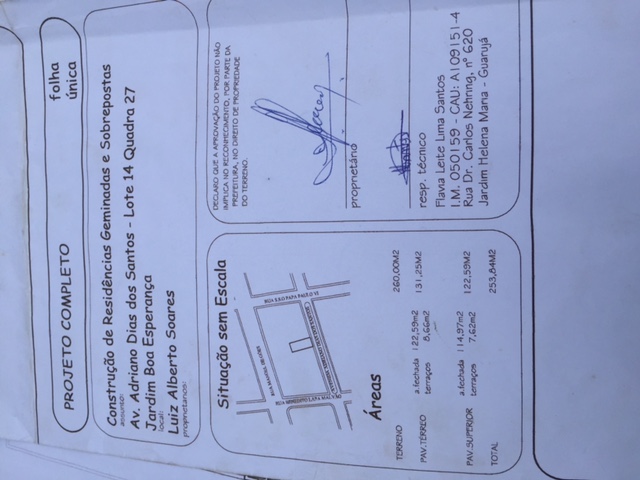 PROJETO COMPLETO
folha
única
Construção de Residências Geminadas e Sobrepostas
assunto:
Av. Adriano Dias dos Santos - Lote 14 Quadra 27
Jardim Boa Esperança
local:
Luiz Alberto Soares
proprietarios:
Situação sem Escala
RUA MANOEL DE GÓES
AVENIDA ADRIANO DIAS DOS SANTOS
Áreas
TERRENO 260,00M2
PAV.TÉRREO a.fechada 122,59m2 131,25M2
terraços 8,66m2
PAV.SUPERIOR a.fechada 114,97m2 122,59M2
terraços 7,62m2
TOTAL 253,84M2
DECLARO QUE A APROVAÇÃO DO PROJETO NÃO
IMPLICA NO RECONHECIMENTO, POR PARTE DA
PREFEITURA, NO DIREITO DE PROPRIEDADE
DO TERRENO.
proprietário
resp. técnico
Flavia Leite Lima Santos
I.M. 050159 - CAU: A109151-4
Rua Dr. Carlos Nehring, nº 620
Jardim Helena Maria - Guarujá